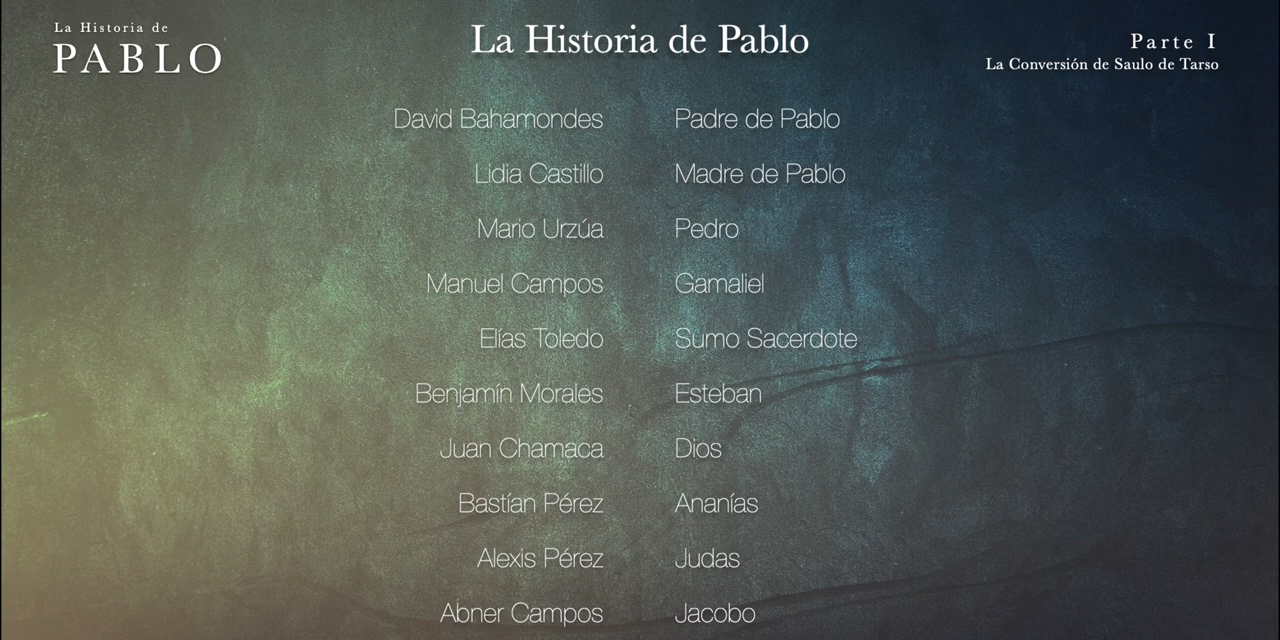 La Historia de
PABLO
La Historia de Pablo
Parte I
La Conversión de Saulo de Tarso
David Bahamondes Padre de Pablo
Lidia Castillo Madre de Pablo
Mario Urzúa Pedro
Manuel Campos Gamaliel
Elías Toledo Sumo Sacerdote
Benjamín Morales Esteban
Juan Chamaca Dios
Bastían Pérez Ananías
Alexis Pérez Judas
Abner Campos Jacobo